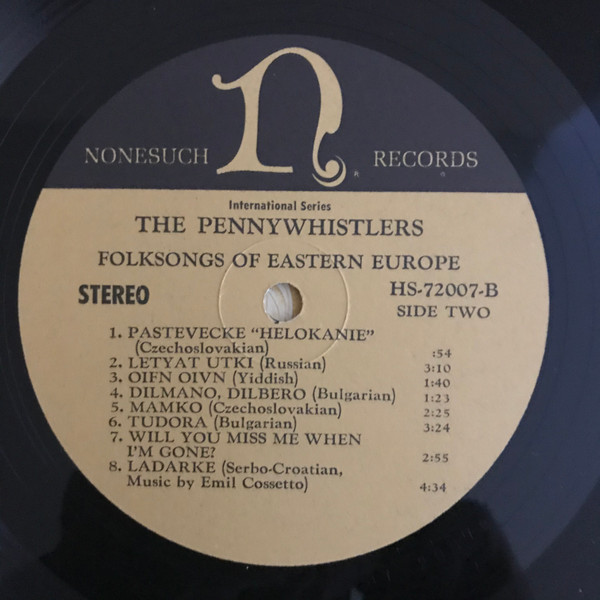 NONESUCH n RECORDS
International Series
THE PENNYWHISTLERS
FOLKSONGS OF EASTERN EUROPE
STEREO HS-72007-B
SIDE TWO
1. PASTEVECKE "HELOKANIE"
(Czechoslovakian) :54
2. LETYAT UTKI (Russian) 3:10
3. OIFN OIVN (Yiddish) 1:40
4. DILMANO, DILBERO (Bulgarian) 1:23
5. MAMKO (Czechoslovakian) 2:25
6. TUDORA (Bulgarian) 3:24
7. WILL YOU MISS ME WHEN
I'M GONE? 2:55
8. LADARKE (Serbo-Croatian,
Music by Emil Cossetto) 4:34